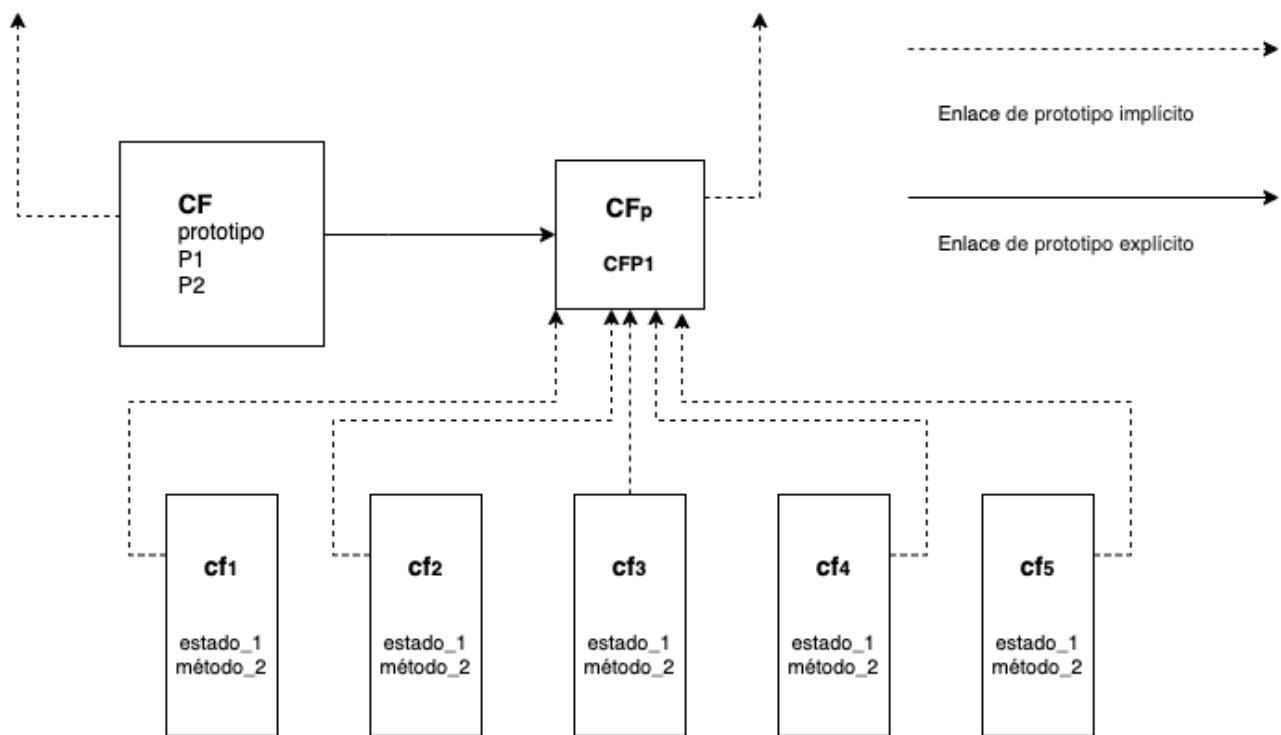 Enlace de prototipo implícito
CF
prototipo
P1
P2
CFp
CFP1
Enlace de prototipo explícito
cf1
estado_1
método_2
cf2
estado_1
método_2
cf3
estado_1
método_2
cf4
estado_1
método_2
cf5
estado_1
método_2